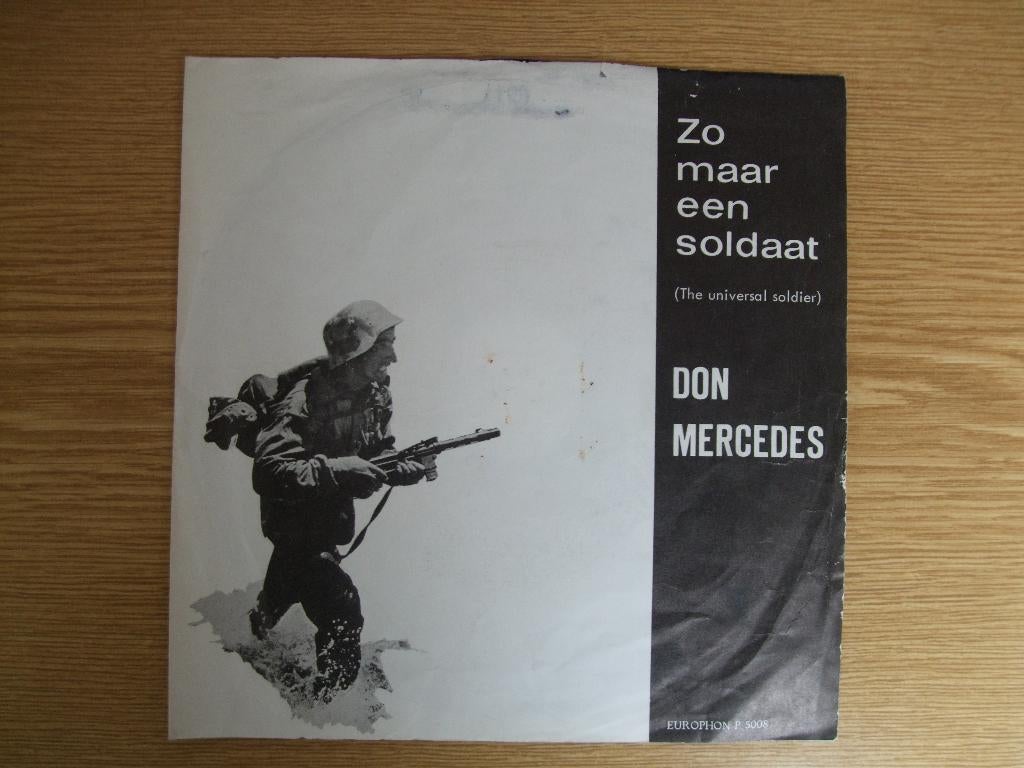 Zo
maar
een
soldaat
(The universal soldier)
DON
MERCEDES
EUROPHON P 5008